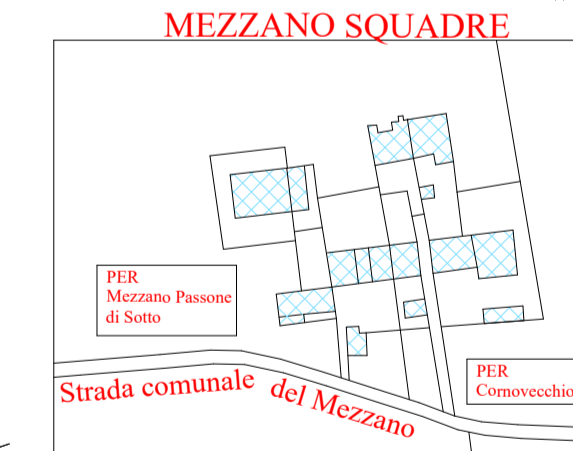 MEZZANO SQUADRE
PER
Mezzano Passone
di Sotto
PER
Cornovecchio
Strada comunale del Mezzano